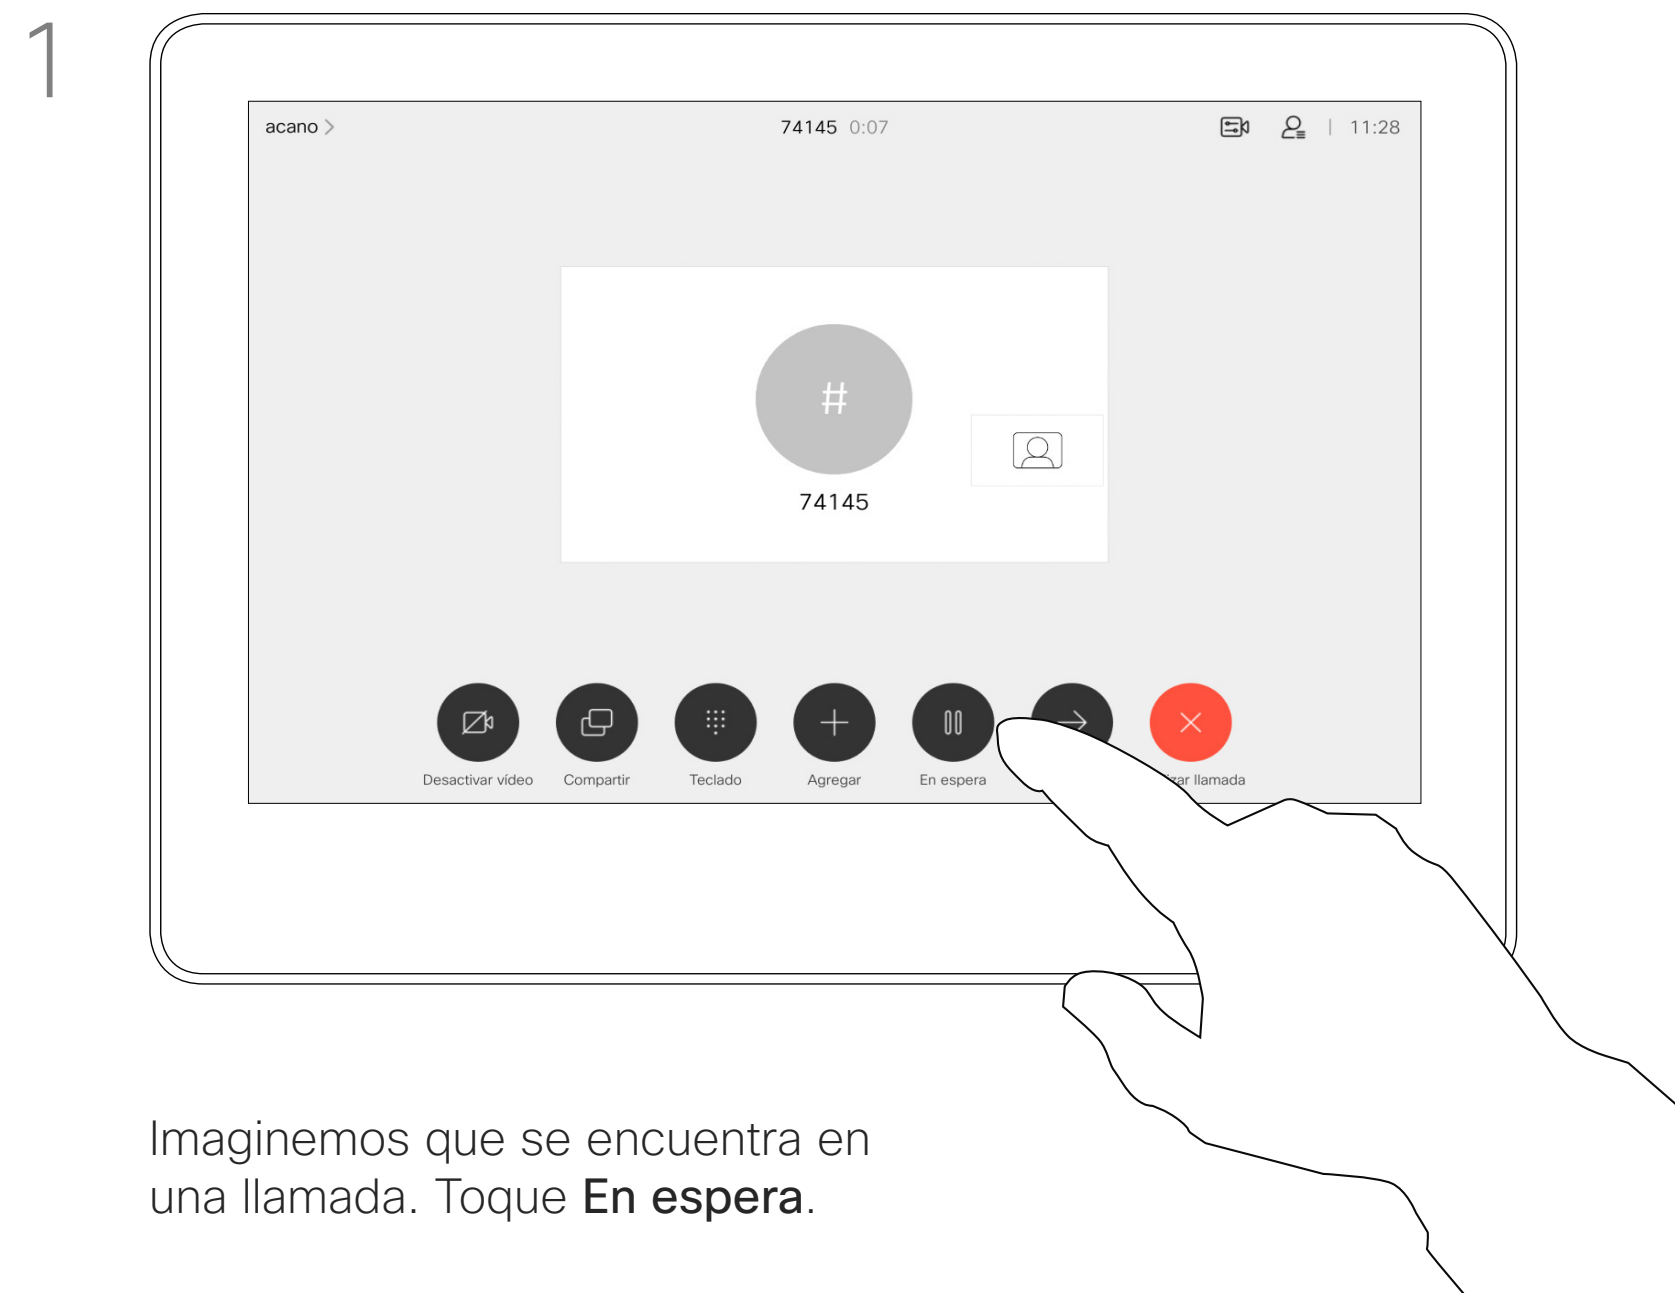 1
acano
74145 0:07
11:28
#
74145
Desactivar vídeo
Compartir
Teclado
Agregar
En espera
llamada
Imaginemos que se encuentra en
una llamada. Toque En espera.